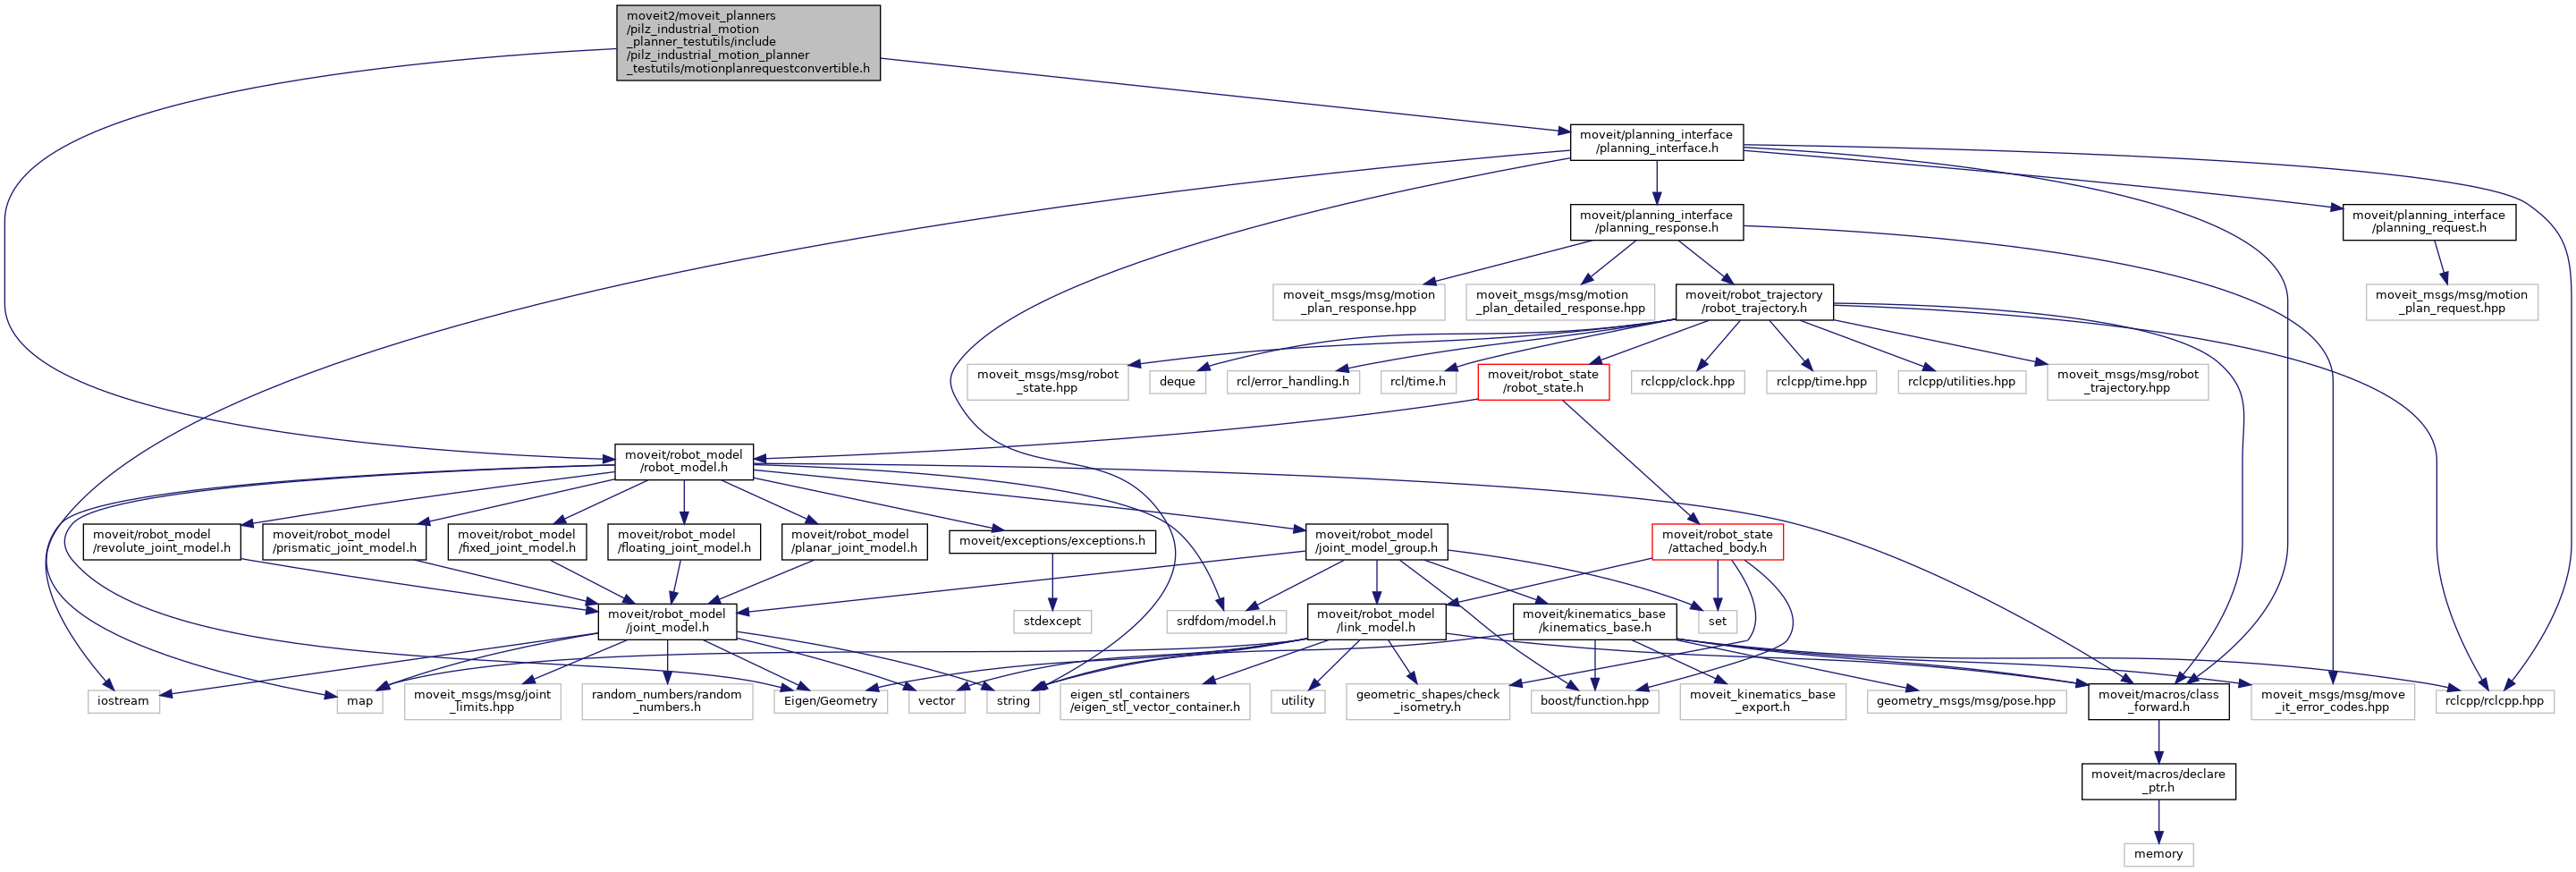 moveit2/moveit_planners
/pilz_industrial_motion
_planner_testutils/include
/pilz_industrial_motion_planner
_testutils/motionplanrequestconvertible.h
moveit/planning_interface
/planning_interface.h
moveit/planning_interface
/planning_response.h
moveit/planning_interface
/planning_request.h
moveit_msgs/msg/motion
_plan_response.hpp
moveit_msgs/msg/motion
_plan_detailed_response.hpp
moveit/robot_trajectory
/robot_trajectory.h
moveit_msgs/msg/motion
_plan_request.hpp
moveit_msgs/msg/robot
_state.hpp
deque
rcl/error_handling.h
rcl/time.h
moveit/robot_state
/robot_state.h
rclcpp/clock.hpp
rclcpp/time.hpp
rclcpp/utilities.hpp
moveit_msgs/msg/robot
_trajectory.hpp
moveit/robot_model
/robot_model.h
moveit/robot_model
/revolute_joint_model.h
moveit/robot_model
/prismatic_joint_model.h
moveit/robot_model
/fixed_joint_model.h
moveit/robot_model
/floating_joint_model.h
moveit/robot_model
/planar_joint_model.h
moveit/exceptions/exceptions.h
moveit/robot_model
/joint_model_group.h
moveit/robot_state
/attached_body.h
moveit/robot_model
/joint_model.h
stdexcept
srdfdom/model.h
moveit/robot_model
/link_model.h
moveit/kinematics_base
/kinematics_base.h
set
iostream
map
moveit_msgs/msg/joint
_limits.hpp
random_numbers/random
_numbers.h
Eigen/Geometry
vector
string
eigen_stl_containers
/eigen_stl_vector_container.h
utility
geometric_shapes/check
_isometry.h
boost/function.hpp
moveit_kinematics_base
_export.h
geometry_msgs/msg/pose.hpp
moveit/macros/class
_forward.h
moveit_msgs/msg/move
_it_error_codes.hpp
rclcpp/rclcpp.hpp
moveit/macros/declare
_ptr.h
memory